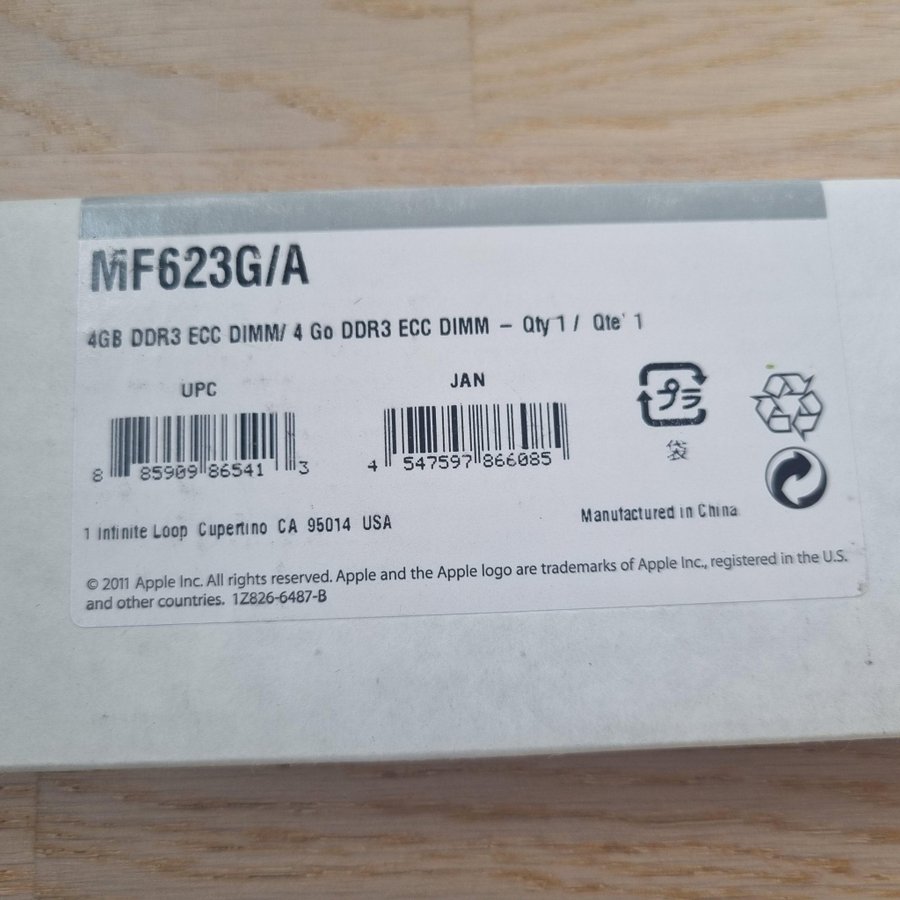 MF623G/A
4GB DDR3 ECC DIMM/ 4 Go DDR3 ECC DIMM – Qty 1 / Qte' 1
UPC
JAN
8 85909 86541 3
4 547597 866085
プラ
袋
1 Infinite Loop Cupertino CA 95014 USA
Manufactured in China
© 2011 Apple Inc. All rights reserved. Apple and the Apple logo are trademarks of Apple Inc., registered in the U.S.
and other countries. 1Z826-6487-B